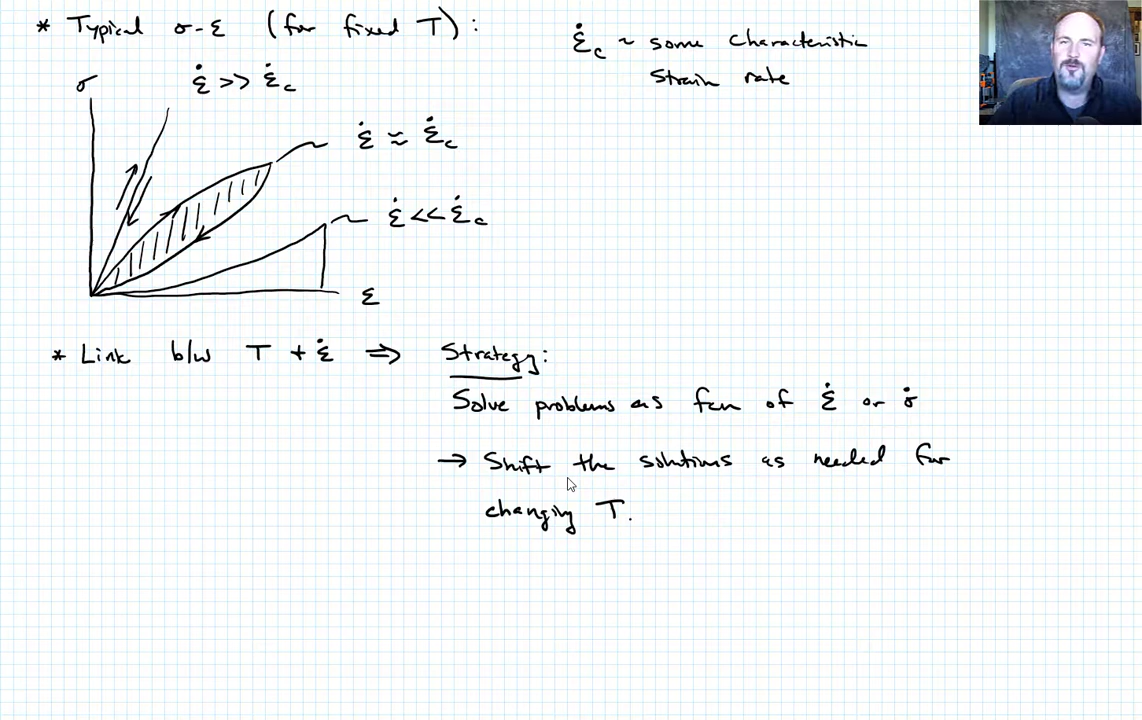 * Typical σ-ε (for fixed T):
ε̇c ~ some characteristic
strain rate
σ
ε̇ >> ε̇c
ε̇ ≈ ε̇c
ε̇ << ε̇c
ε
* Link b/w T + ε̇ ⇒ Strategy:
Solve problems as fcn of ε̇ or σ̇
→ Shift the solutions as needed for
changing T.